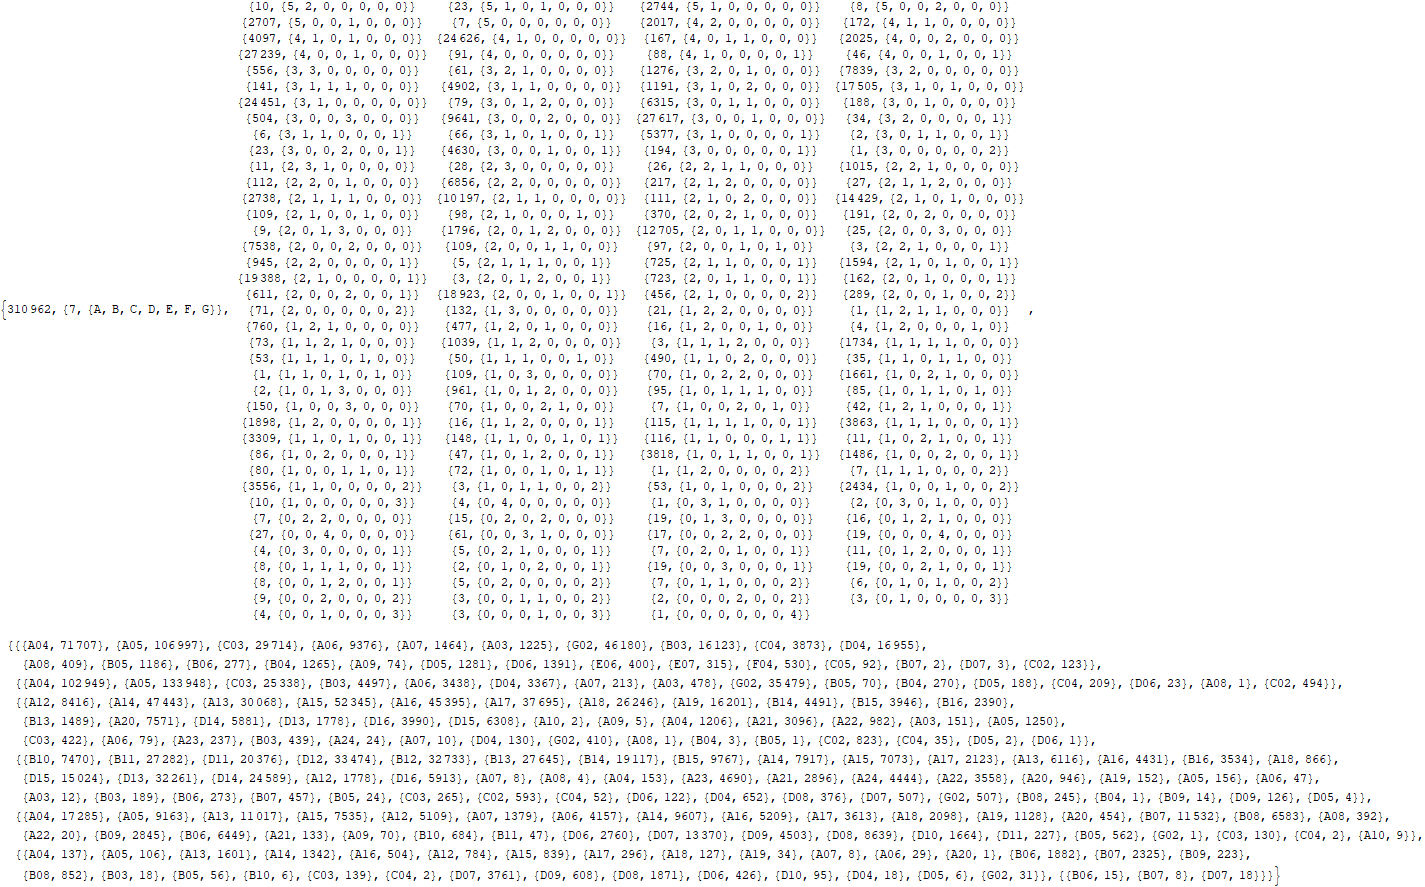 {10, {5, 2, 0, 0, 0, 0, 0}} {23, {5, 1, 0, 1, 0, 0, 0}} {2744, {5, 1, 0, 0, 0, 0, 0}} {8, {5, 0, 0, 2, 0, 0, 0}}
{2707, {5, 0, 0, 1, 0, 0, 0}} {7, {5, 0, 0, 0, 0, 0, 0}} {2017, {4, 2, 0, 0, 0, 0, 0}} {172, {4, 1, 1, 0, 0, 0, 0}}
{4097, {4, 1, 0, 1, 0, 0, 0}} {24 626, {4, 1, 0, 0, 0, 0, 0}} {167, {4, 0, 1, 1, 0, 0, 0}} {2025, {4, 0, 0, 2, 0, 0, 0}}
{27 239, {4, 0, 0, 1, 0, 0, 0}} {91, {4, 0, 0, 0, 0, 0, 0}} {88, {4, 1, 0, 0, 0, 0, 1}} {46, {4, 0, 0, 1, 0, 0, 1}}
{556, {3, 3, 0, 0, 0, 0, 0}} {61, {3, 2, 1, 0, 0, 0, 0}} {1276, {3, 2, 0, 1, 0, 0, 0}} {7839, {3, 2, 0, 0, 0, 0, 0}}
{141, {3, 1, 1, 1, 0, 0, 0}} {4902, {3, 1, 1, 0, 0, 0, 0}} {1191, {3, 1, 0, 2, 0, 0, 0}} {17 505, {3, 1, 0, 1, 0, 0, 0}}
{24 451, {3, 1, 0, 0, 0, 0, 0}} {79, {3, 0, 1, 2, 0, 0, 0}} {6315, {3, 0, 1, 1, 0, 0, 0}} {188, {3, 0, 1, 0, 0, 0, 0}}
{504, {3, 0, 0, 3, 0, 0, 0}} {9641, {3, 0, 0, 2, 0, 0, 0}} {27 617, {3, 0, 0, 1, 0, 0, 0}} {34, {3, 2, 0, 0, 0, 0, 1}}
{6, {3, 1, 1, 0, 0, 0, 1}} {66, {3, 1, 0, 1, 0, 0, 1}} {5377, {3, 1, 0, 0, 0, 0, 1}} {2, {3, 0, 1, 1, 0, 0, 1}}
{23, {3, 0, 0, 2, 0, 0, 1}} {4630, {3, 0, 0, 1, 0, 0, 1}} {194, {3, 0, 0, 0, 0, 0, 1}} {1, {3, 0, 0, 0, 0, 0, 2}}
{11, {2, 3, 1, 0, 0, 0, 0}} {28, {2, 3, 0, 0, 0, 0, 0}} {26, {2, 2, 1, 1, 0, 0, 0}} {1015, {2, 2, 1, 0, 0, 0, 0}}
{112, {2, 2, 0, 1, 0, 0, 0}} {6856, {2, 2, 0, 0, 0, 0, 0}} {217, {2, 1, 2, 0, 0, 0, 0}} {27, {2, 1, 1, 2, 0, 0, 0}}
{2738, {2, 1, 1, 1, 0, 0, 0}} {10 197, {2, 1, 1, 0, 0, 0, 0}} {111, {2, 1, 0, 2, 0, 0, 0}} {14 429, {2, 1, 0, 1, 0, 0, 0}}
{109, {2, 1, 0, 0, 1, 0, 0}} {98, {2, 1, 0, 0, 0, 1, 0}} {370, {2, 0, 2, 1, 0, 0, 0}} {191, {2, 0, 2, 0, 0, 0, 0}}
{9, {2, 0, 1, 3, 0, 0, 0}} {1796, {2, 0, 1, 2, 0, 0, 0}} {12 705, {2, 0, 1, 1, 0, 0, 0}} {25, {2, 0, 0, 3, 0, 0, 0}}
{7538, {2, 0, 0, 2, 0, 0, 0}} {109, {2, 0, 0, 1, 1, 0, 0}} {97, {2, 0, 0, 1, 0, 1, 0}} {3, {2, 2, 1, 0, 0, 0, 1}}
{945, {2, 2, 0, 0, 0, 0, 1}} {5, {2, 1, 1, 1, 0, 0, 1}} {725, {2, 1, 1, 0, 0, 0, 1}} {1594, {2, 1, 0, 1, 0, 0, 1}}
{19 388, {2, 1, 0, 0, 0, 0, 1}} {3, {2, 0, 1, 2, 0, 0, 1}} {723, {2, 0, 1, 1, 0, 0, 1}} {162, {2, 0, 1, 0, 0, 0, 1}}
{611, {2, 0, 0, 2, 0, 0, 1}} {18 923, {2, 0, 0, 1, 0, 0, 1}} {456, {2, 1, 0, 0, 0, 0, 2}} {289, {2, 0, 0, 1, 0, 0, 2}}
{310 962, {7, {A, B, C, D, E, F, G}}, {71, {2, 0, 0, 0, 0, 0, 2}} {132, {1, 3, 0, 0, 0, 0, 0}} {21, {1, 2, 2, 0, 0, 0, 0}} {1, {1, 2, 1, 1, 0, 0, 0}} ,
{760, {1, 2, 1, 0, 0, 0, 0}} {477, {1, 2, 0, 1, 0, 0, 0}} {16, {1, 2, 0, 0, 1, 0, 0}} {4, {1, 2, 0, 0, 0, 1, 0}}
{73, {1, 1, 2, 1, 0, 0, 0}} {1039, {1, 1, 2, 0, 0, 0, 0}} {3, {1, 1, 1, 2, 0, 0, 0}} {1734, {1, 1, 1, 1, 0, 0, 0}}
{53, {1, 1, 1, 0, 1, 0, 0}} {50, {1, 1, 1, 0, 0, 1, 0}} {490, {1, 1, 0, 2, 0, 0, 0}} {35, {1, 1, 0, 1, 1, 0, 0}}
{1, {1, 1, 0, 1, 0, 1, 0}} {109, {1, 0, 3, 0, 0, 0, 0}} {70, {1, 0, 2, 2, 0, 0, 0}} {1661, {1, 0, 2, 1, 0, 0, 0}}
{2, {1, 0, 1, 3, 0, 0, 0}} {961, {1, 0, 1, 2, 0, 0, 0}} {95, {1, 0, 1, 1, 1, 0, 0}} {85, {1, 0, 1, 1, 0, 1, 0}}
{150, {1, 0, 0, 3, 0, 0, 0}} {70, {1, 0, 0, 2, 1, 0, 0}} {7, {1, 0, 0, 2, 0, 1, 0}} {42, {1, 2, 1, 0, 0, 0, 1}}
{1898, {1, 2, 0, 0, 0, 0, 1}} {16, {1, 1, 2, 0, 0, 0, 1}} {115, {1, 1, 1, 1, 0, 0, 1}} {3863, {1, 1, 1, 0, 0, 0, 1}}
{3309, {1, 1, 0, 1, 0, 0, 1}} {148, {1, 1, 0, 0, 1, 0, 1}} {116, {1, 1, 0, 0, 0, 1, 1}} {11, {1, 0, 2, 1, 0, 0, 1}}
{86, {1, 0, 2, 0, 0, 0, 1}} {47, {1, 0, 1, 2, 0, 0, 1}} {3818, {1, 0, 1, 1, 0, 0, 1}} {1486, {1, 0, 0, 2, 0, 0, 1}}
{80, {1, 0, 0, 1, 1, 0, 1}} {72, {1, 0, 0, 1, 0, 1, 1}} {1, {1, 2, 0, 0, 0, 0, 2}} {7, {1, 1, 1, 0, 0, 0, 2}}
{3556, {1, 1, 0, 0, 0, 0, 2}} {3, {1, 0, 1, 1, 0, 0, 2}} {53, {1, 0, 1, 0, 0, 0, 2}} {2434, {1, 0, 0, 1, 0, 0, 2}}
{10, {1, 0, 0, 0, 0, 0, 3}} {4, {0, 4, 0, 0, 0, 0, 0}} {1, {0, 3, 1, 0, 0, 0, 0}} {2, {0, 3, 0, 1, 0, 0, 0}}
{7, {0, 2, 2, 0, 0, 0, 0}} {15, {0, 2, 0, 2, 0, 0, 0}} {19, {0, 1, 3, 0, 0, 0, 0}} {16, {0, 1, 2, 1, 0, 0, 0}}
{27, {0, 0, 4, 0, 0, 0, 0}} {61, {0, 0, 3, 1, 0, 0, 0}} {17, {0, 0, 2, 2, 0, 0, 0}} {19, {0, 0, 0, 4, 0, 0, 0}}
{4, {0, 3, 0, 0, 0, 0, 1}} {5, {0, 2, 1, 0, 0, 0, 1}} {7, {0, 2, 0, 1, 0, 0, 1}} {11, {0, 1, 2, 0, 0, 0, 1}}
{8, {0, 1, 1, 1, 0, 0, 1}} {2, {0, 1, 0, 2, 0, 0, 1}} {19, {0, 0, 3, 0, 0, 0, 1}} {19, {0, 0, 2, 1, 0, 0, 1}}
{8, {0, 0, 1, 2, 0, 0, 1}} {5, {0, 2, 0, 0, 0, 0, 2}} {7, {0, 1, 1, 0, 0, 0, 2}} {6, {0, 1, 0, 1, 0, 0, 2}}
{9, {0, 0, 2, 0, 0, 0, 2}} {3, {0, 0, 1, 1, 0, 0, 2}} {2, {0, 0, 0, 2, 0, 0, 2}} {3, {0, 1, 0, 0, 0, 0, 3}}
{4, {0, 0, 1, 0, 0, 0, 3}} {3, {0, 0, 0, 1, 0, 0, 3}} {1, {0, 0, 0, 0, 0, 0, 4}}
{{{A04, 71 707}, {A05, 106 997}, {C03, 29 714}, {A06, 9376}, {A07, 1464}, {A03, 1225}, {G02, 46 180}, {B03, 16 123}, {C04, 3873}, {D04, 16 955},
{A08, 409}, {B05, 1186}, {B06, 277}, {B04, 1265}, {A09, 74}, {D05, 1281}, {D06, 1391}, {E06, 400}, {E07, 315}, {F04, 530}, {C05, 92}, {B07, 2}, {D07, 3}, {C02, 123}},
{{A04, 102 949}, {A05, 133 948}, {C03, 25 338}, {B03, 4497}, {A06, 3438}, {D04, 3367}, {A07, 213}, {A03, 478}, {G02, 35 479}, {B05, 70}, {B04, 270}, {D05, 188}, {C04, 209}, {D06, 23}, {A08, 1}, {C02, 494}},
{{A12, 8416}, {A14, 47 443}, {A13, 30 068}, {A15, 52 345}, {A16, 45 395}, {A17, 37 695}, {A18, 26 246}, {A19, 16 201}, {B14, 4491}, {B15, 3946}, {B16, 2390},
{B13, 1489}, {A20, 7571}, {D14, 5881}, {D13, 1778}, {D16, 3990}, {D15, 6308}, {A10, 2}, {A09, 5}, {A04, 1206}, {A21, 3096}, {A22, 982}, {A03, 151}, {A05, 1250},
{C03, 422}, {A06, 79}, {A23, 237}, {B03, 439}, {A24, 24}, {A07, 10}, {D04, 130}, {G02, 410}, {A08, 1}, {B04, 3}, {B05, 1}, {C02, 823}, {C04, 35}, {D05, 2}, {D06, 1}},
{{B10, 7470}, {B11, 27 282}, {D11, 20 376}, {D12, 33 474}, {B12, 32 733}, {B13, 27 645}, {B14, 19 117}, {B15, 9767}, {A14, 7917}, {A15, 7073}, {A17, 2123}, {A13, 6116}, {A16, 4431}, {B16, 3534}, {A18, 866},
{D15, 15 024}, {D13, 32 261}, {D14, 24 589}, {A12, 1778}, {D16, 5913}, {A07, 8}, {A08, 4}, {A04, 153}, {A23, 4690}, {A21, 2896}, {A24, 4444}, {A22, 3558}, {A20, 946}, {A19, 152}, {A05, 156}, {A06, 47},
{A03, 12}, {B03, 189}, {B06, 273}, {B07, 457}, {B05, 24}, {C03, 265}, {C02, 593}, {C04, 52}, {D06, 122}, {D04, 652}, {D08, 376}, {D07, 507}, {G02, 507}, {B08, 245}, {B04, 1}, {B09, 14}, {D09, 126}, {D05, 4}},
{{A04, 17 285}, {A05, 9163}, {A13, 11 017}, {A15, 7535}, {A12, 5109}, {A07, 1379}, {A06, 4157}, {A14, 9607}, {A16, 5209}, {A17, 3613}, {A18, 2098}, {A19, 1128}, {A20, 454}, {B07, 11 532}, {B08, 6583}, {A08, 392},
{A22, 20}, {B09, 2845}, {B06, 6449}, {A21, 133}, {A09, 70}, {B10, 684}, {B11, 47}, {D06, 2760}, {D07, 13 370}, {D09, 4503}, {D08, 8639}, {D10, 1664}, {D11, 227}, {B05, 562}, {G02, 1}, {C03, 130}, {C04, 2}, {A10, 9}},
{{A04, 137}, {A05, 106}, {A13, 1601}, {A14, 1342}, {A16, 504}, {A12, 784}, {A15, 839}, {A17, 296}, {A18, 127}, {A19, 34}, {A07, 8}, {A06, 29}, {A20, 1}, {B06, 1882}, {B07, 2325}, {B09, 223},
{B08, 852}, {B03, 18}, {B05, 56}, {B10, 6}, {C03, 139}, {C04, 2}, {D07, 3761}, {D09, 608}, {D08, 1871}, {D06, 426}, {D10, 95}, {D04, 18}, {D05, 6}, {G02, 31}}, {{B06, 15}, {B07, 8}, {D07, 18}}}}